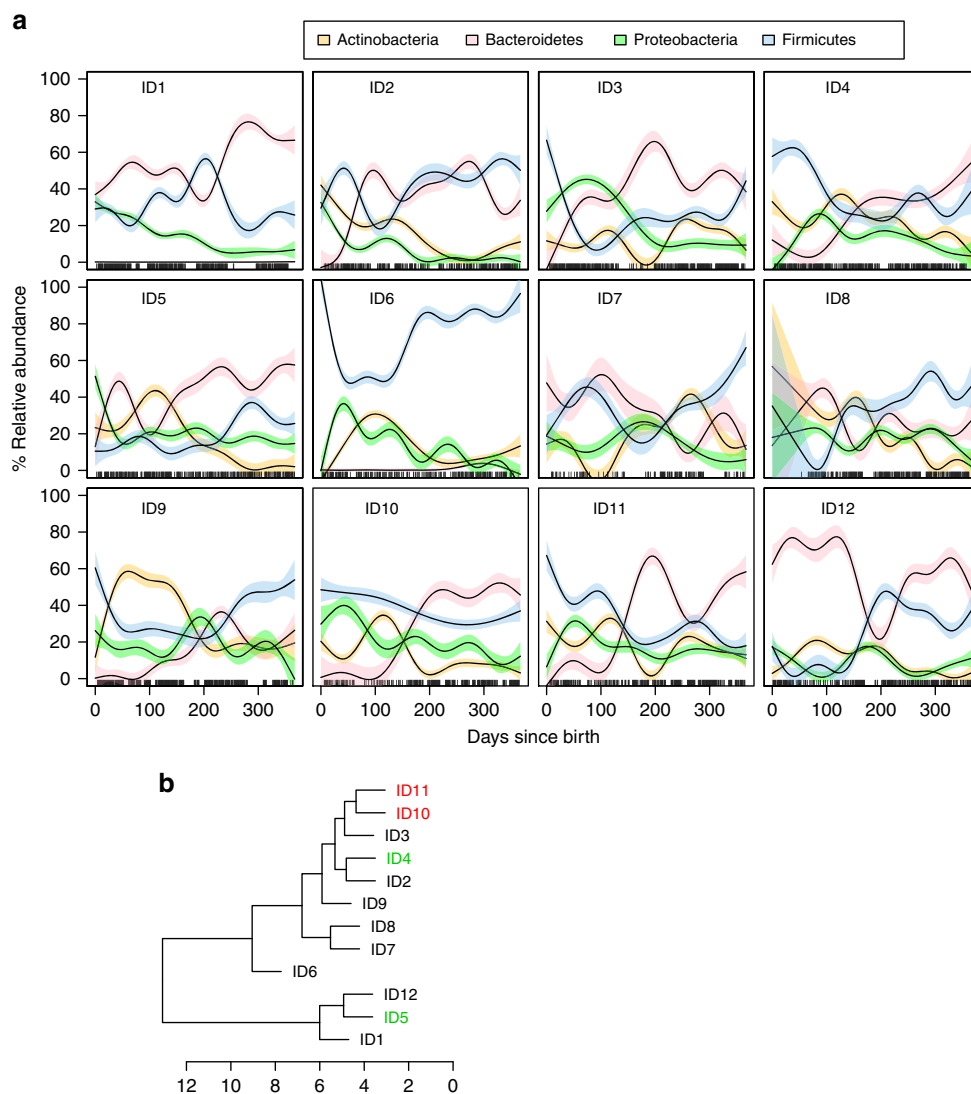 a
Actinobacteria Bacteroidetes Proteobacteria Firmicutes
ID1 ID2 ID3 ID4
100
80
60
40
20
0
ID5 ID6 ID7 ID8
100
80
60
40
20
0
ID9 ID10 ID11 ID12
100
80
60
40
20
0
% Relative abundance
0 100 200 300 0 100 200 300 0 100 200 300 0 100 200 300
Days since birth
b
ID11
ID10
ID3
ID4
ID2
ID9
ID8
ID7
ID6
ID12
ID5
ID1
12 10 8 6 4 2 0